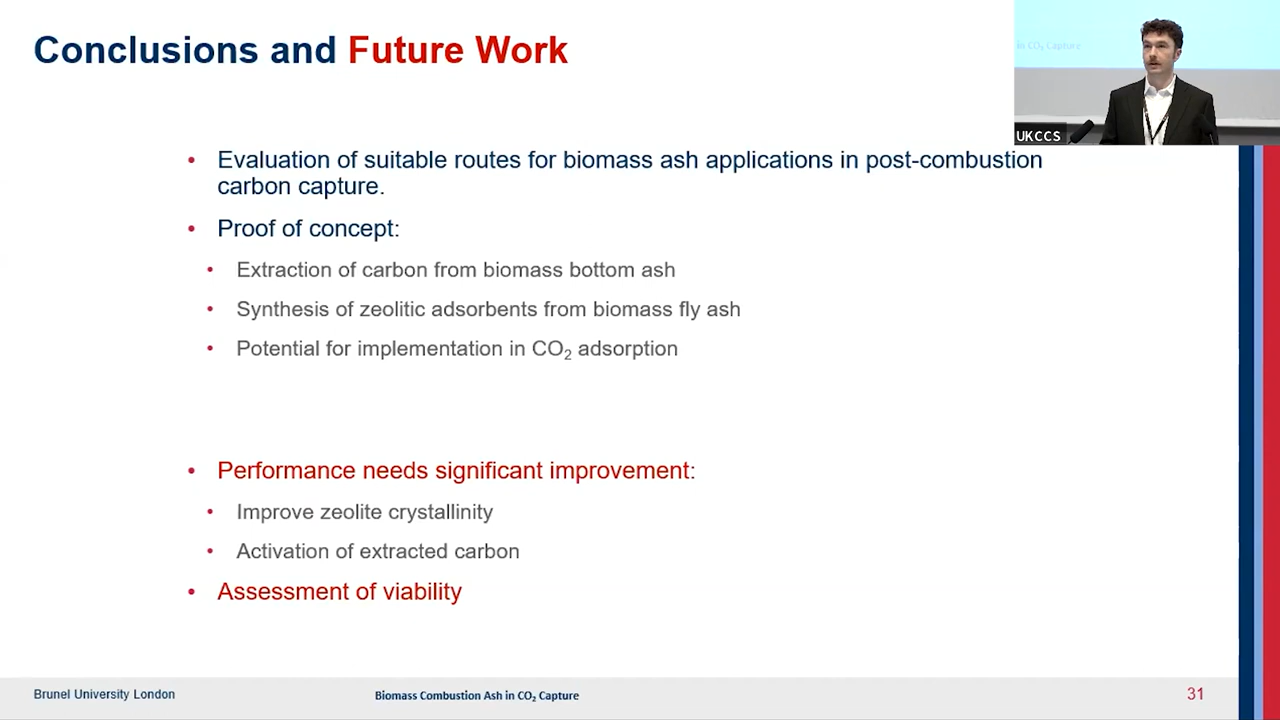 Conclusions and Future Work
in CO₂ Capture
UKCCS
• Evaluation of suitable routes for biomass ash applications in post-combustion
carbon capture.
• Proof of concept:
• Extraction of carbon from biomass bottom ash
• Synthesis of zeolitic adsorbents from biomass fly ash
• Potential for implementation in CO₂ adsorption
• Performance needs significant improvement:
• Improve zeolite crystallinity
• Activation of extracted carbon
• Assessment of viability
Brunel University London
Biomass Combustion Ash in CO₂ Capture
31